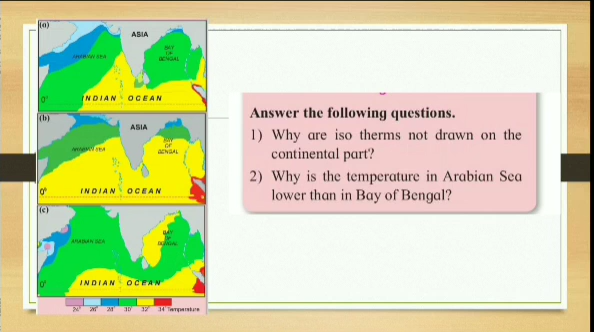 (a)
ASIA
ARABIAN SEA
BAY
OF
BENGAL
0°
INDIAN OCEAN
(b)
ASIA
ARABIAN SEA
BAY
OF
BENGAL
0°
INDIAN OCEAN
(c)
ARABIAN SEA
BAY
OF
BENGAL
0°
INDIAN OCEAN
24° 26° 28° 30° 32° 34° Temperature
Answer the following questions.
1) Why are iso therms not drawn on the
continental part?
2) Why is the temperature in Arabian Sea
lower than in Bay of Bengal?